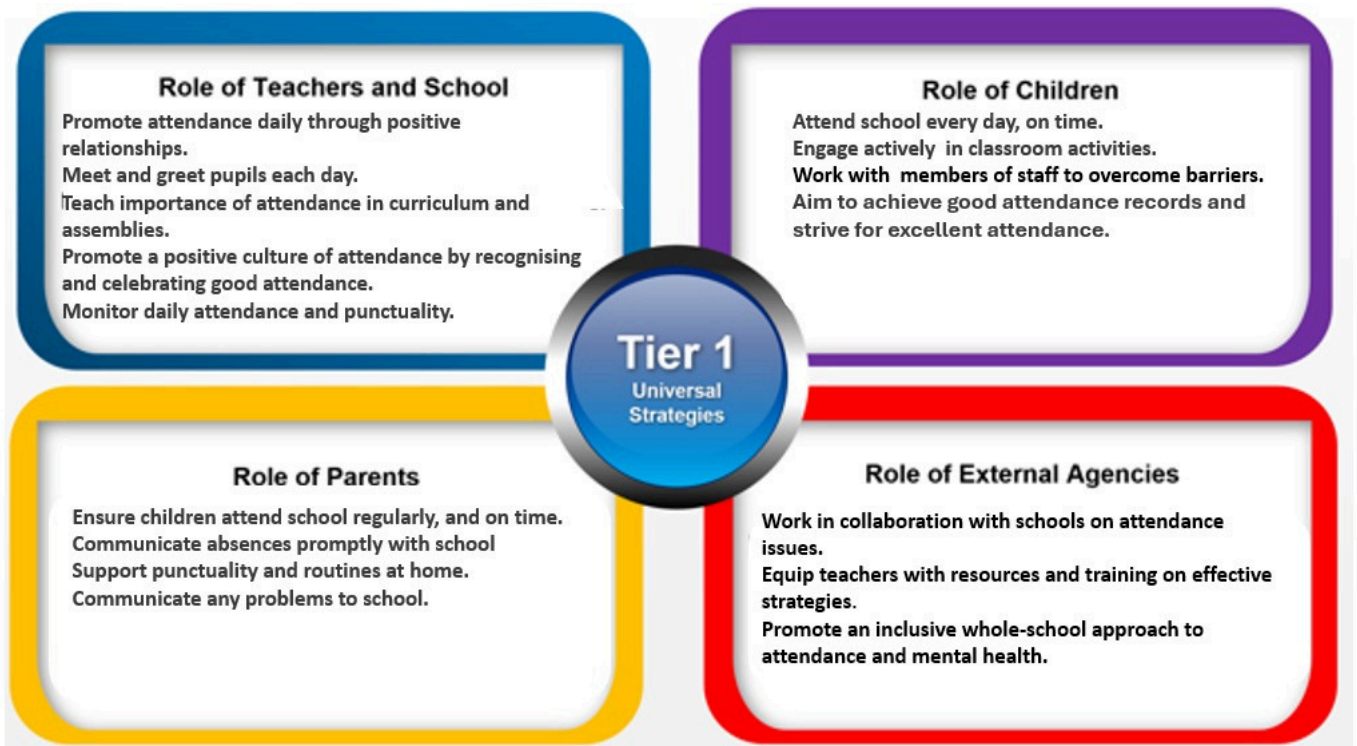 Role of Teachers and School
Promote attendance daily through positive
relationships.
Meet and greet pupils each day.
Teach importance of attendance in curriculum and
assemblies.
Promote a positive culture of attendance by recognising
and celebrating good attendance.
Monitor daily attendance and punctuality.
Role of Children
Attend school every day, on time.
Engage actively in classroom activities.
Work with members of staff to overcome barriers.
Aim to achieve good attendance records and
strive for excellent attendance.
Tier 1
Universal
Strategies
Role of Parents
Ensure children attend school regularly, and on time.
Communicate absences promptly with school
Support punctuality and routines at home.
Communicate any problems to school.
Role of External Agencies
Work in collaboration with schools on attendance
issues.
Equip teachers with resources and training on effective
strategies.
Promote an inclusive whole-school approach to
attendance and mental health.